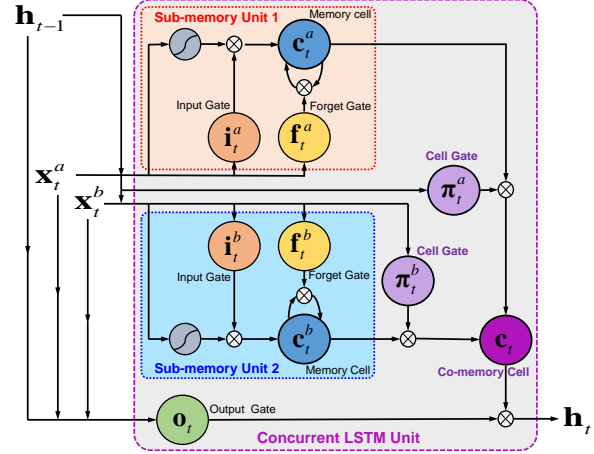 h_{t-1}
Sub-memory Unit 1
Memory cell
c_t^a
Input Gate
Forget Gate
i_t^a
f_t^a
x_t^a
Cell Gate
π_t^a
x_t^b
i_t^b
f_t^b
Cell Gate
Input Gate
Forget Gate
π_t^b
c_t^b
c_t
Sub-memory Unit 2
Memory Cell
Co-memory Cell
o_t
Output Gate
h_t
Concurrent LSTM Unit